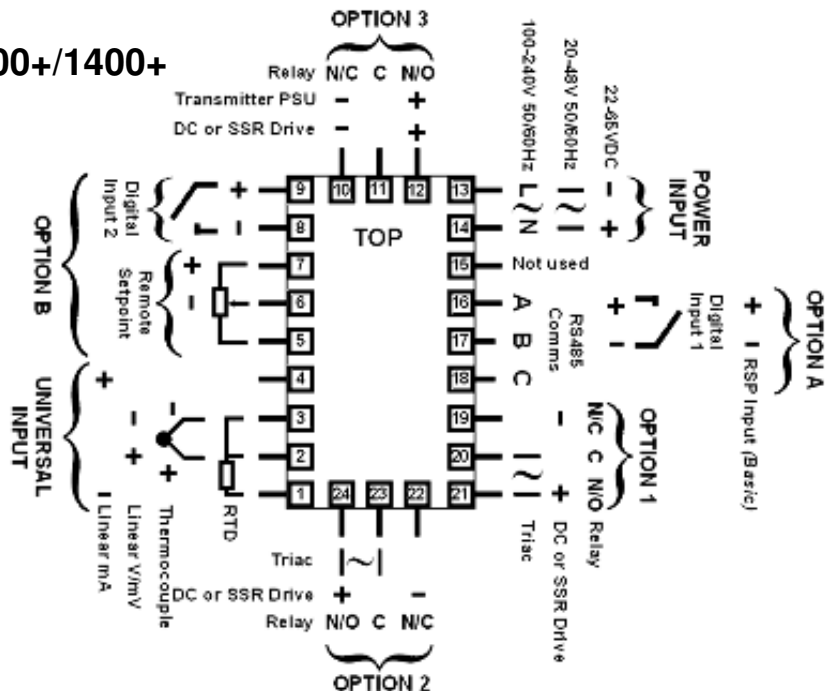 OPTION 3
00+/1400+
Relay N/C C N/O
Transmitter PSU - +
DC or SSR Drive - +
100-240V 50/60Hz
20-48V 50/60Hz
22-65VDC
L ~ N
~
- +
POWER
INPUT
9
10
11
12
13
8
TOP
14
7
15
Not used
6
16
A
5
17
B
4
18
C
3
19
2
20
1
24
23
22
21
Digital
Input 2
+ -
OPTION B
Remote
Setpoint
+ -
UNIVERSAL
INPUT
RTD
Thermocouple
- +
Linear V/mV
- +
Linear mA
+ -
RS485
Comms
Digital
Input 1
+ -
RSP Input (Basic)
+ -
OPTION A
OPTION 1
N/C C N/O Relay
- + DC or SSR Drive
~ Triac
Triac ~
DC or SSR Drive + -
Relay N/O C N/C
OPTION 2